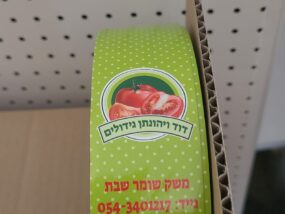 דוד ויהונתן גידולים
משק שומר שבת
נייד: 054-3401217